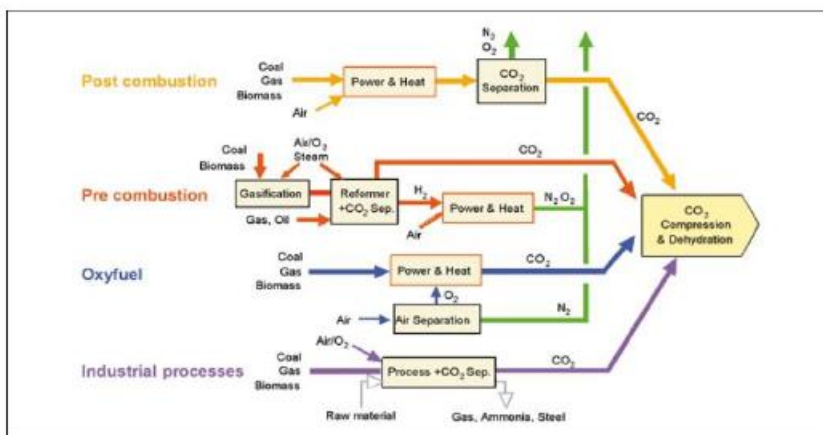 N2
O2
Post combustion
Coal
Gas
Biomass
Air
Power & Heat
CO2
Separation
CO2
Air/O2
Steam
Coal
Biomass
CO2
Pre combustion
Gasification
Reformer
+CO2 Sep.
H2
Gas, Oil
Air
Power & Heat
N2 O2
CO2
Compression
& Dehydration
Oxyfuel
Coal
Gas
Biomass
Power & Heat
CO2
O2
Air
Air Separation
N2
Industrial processes
Air/O2
Coal
Gas
Biomass
Process +CO2 Sep.
CO2
Raw material
Gas, Ammonia, Steel